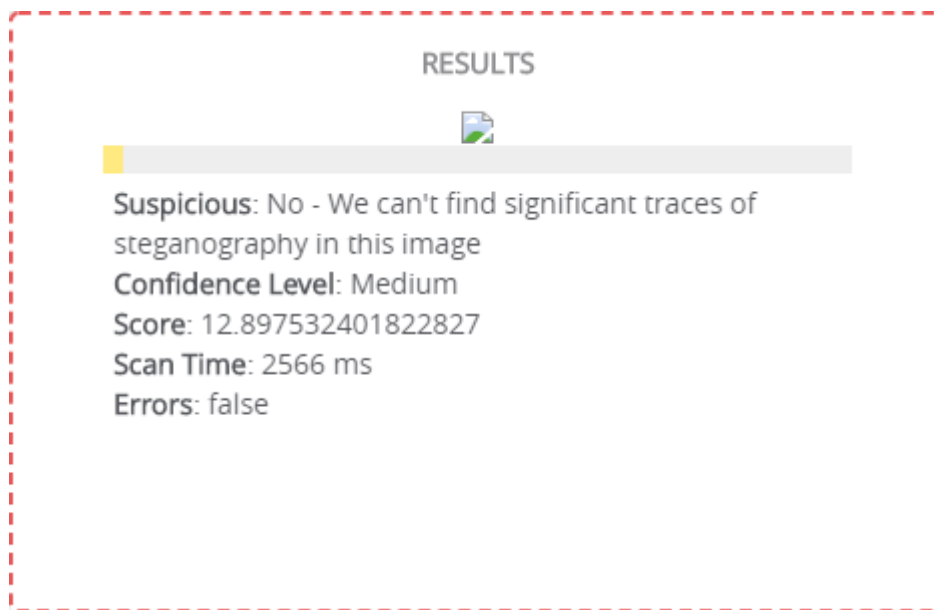 RESULTS
Suspicious: No - We can't find significant traces of
steganography in this image
Confidence Level: Medium
Score: 12.897532401822827
Scan Time: 2566 ms
Errors: false